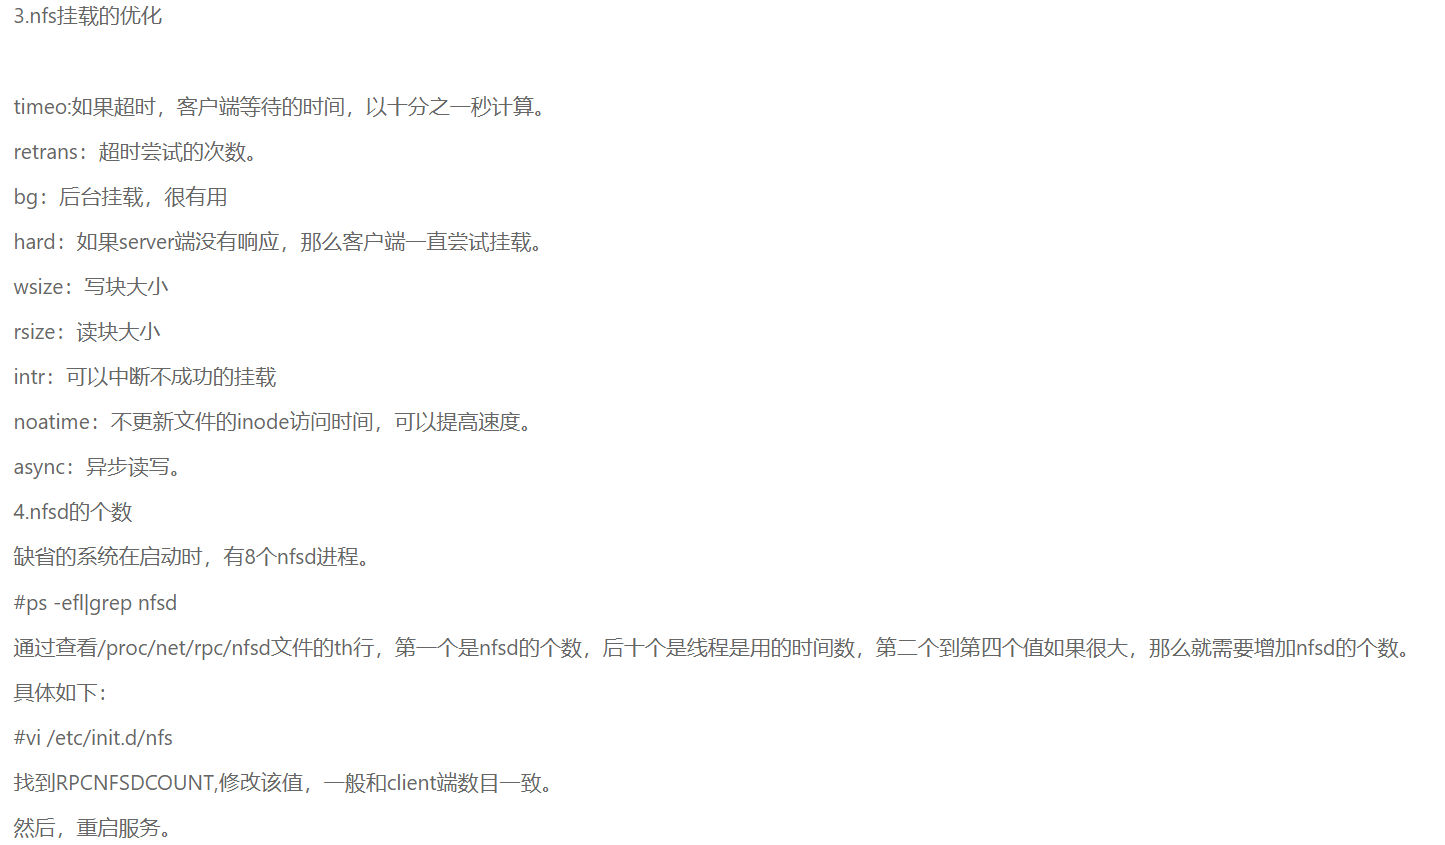 3.nfs挂载的优化
timeo:如果超时，客户端等待的时间，以十分之一秒计算。
retrans：超时尝试的次数。
bg：后台挂载，很有用
hard：如果server端没有响应，那么客户端一直尝试挂载。
wsize：写块大小
rsize：读块大小
intr：可以中断不成功的挂载
noatime：不更新文件的inode访问时间，可以提高速度。
async：异步读写。
4.nfsd的个数
缺省的系统在启动时，有8个nfsd进程。
#ps -efl|grep nfsd
通过查看/proc/net/rpc/nfsd文件的th行，第一个是nfsd的个数，后十个是线程是用的时间数，第二个到第四个值如果很大，那么就需要增加nfsd的个数。
具体如下：
#vi /etc/init.d/nfs
找到RPCNFSDCOUNT,修改该值，一般和client端数目一致。
然后，重启服务。